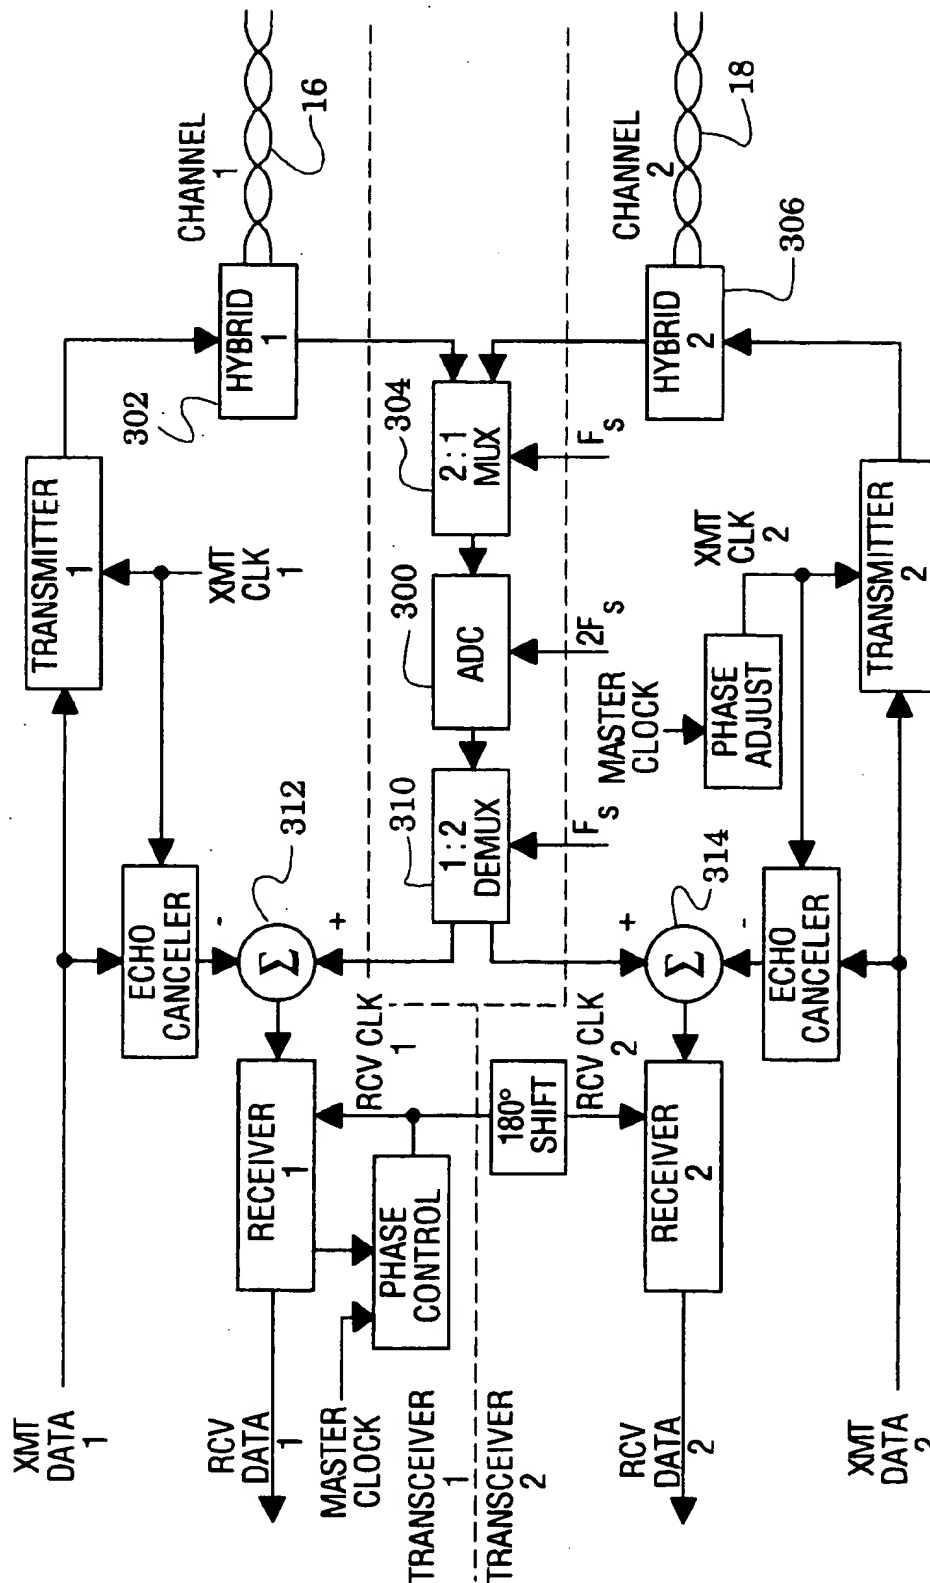 XMT
DATA
1
TRANSMITTER
1
XMT
CLK
1
302
HYBRID
1
CHANNEL
1
16
ECHO
CANCELER
-
312
Σ
+
RCV
DATA
1
RECEIVER
1
RCV CLK
1
MASTER
CLOCK
PHASE
CONTROL
310
1:2
DEMUX
F
s
300
ADC
2F
s
304
2:1
MUX
F
s
TRANSCEIVER
1
TRANSCEIVER
2
180°
SHIFT
RCV CLK
2
MASTER
CLOCK
PHASE
ADJUST
XMT
CLK
2
HYBRID
2
306
CHANNEL
2
18
RCV
DATA
2
RECEIVER
2
+
Σ
314
-
ECHO
CANCELER
XMT
DATA
2
TRANSMITTER
2